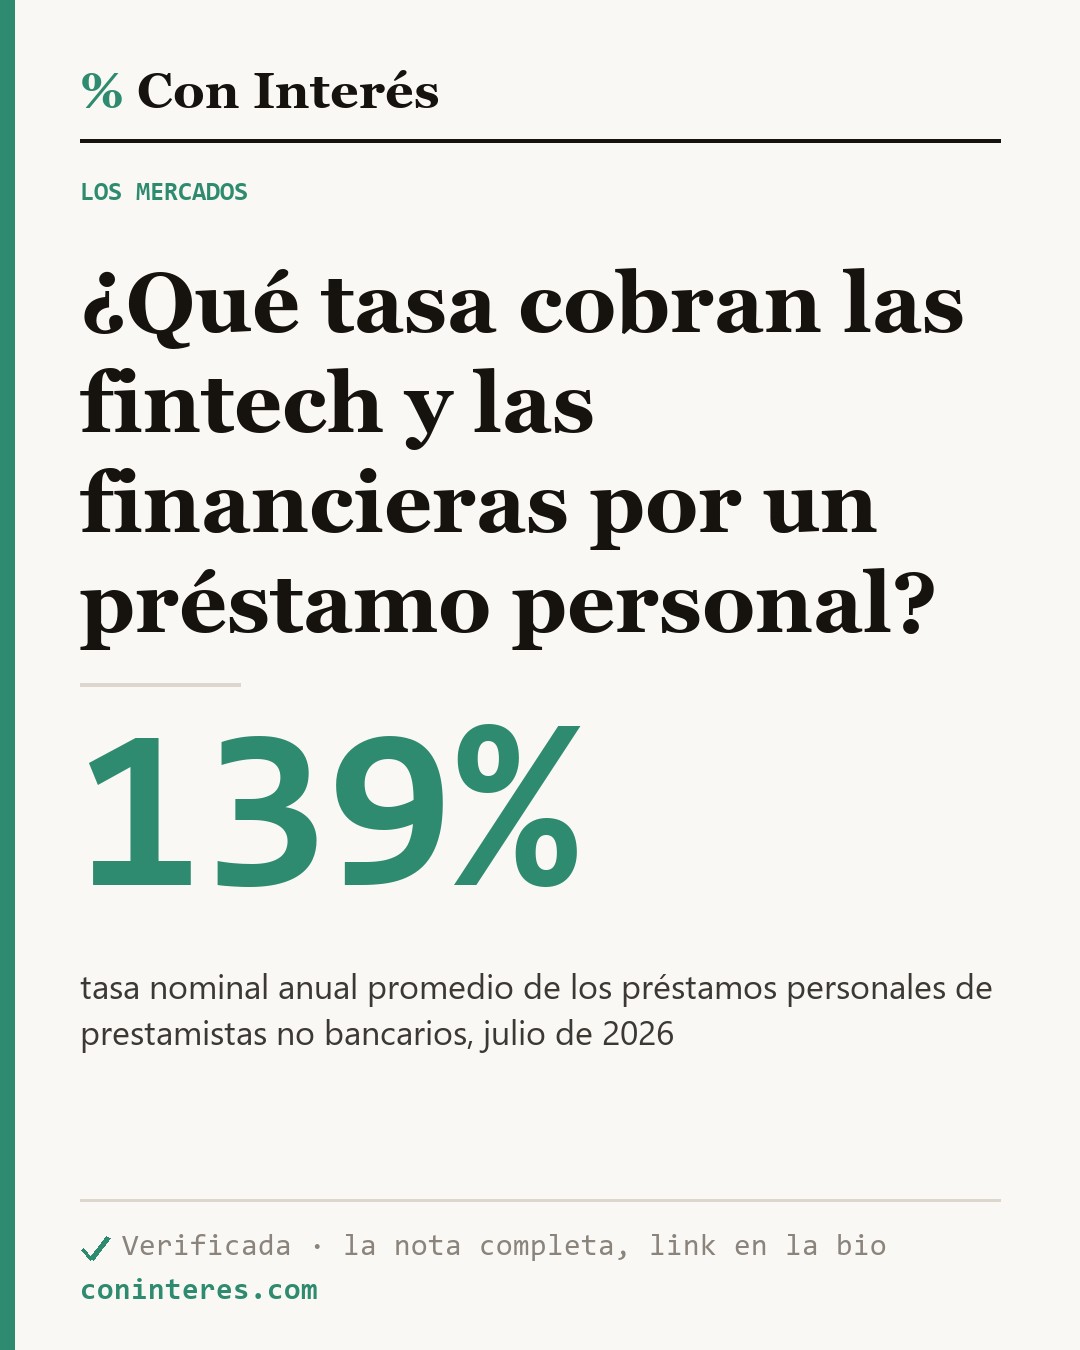 % Con Interés
LOS MERCADOS
¿Qué tasa cobran las
fintech y las
financieras por un
préstamo personal?
139%
tasa nominal anual promedio de los préstamos personales de
prestamistas no bancarios, julio de 2026
✓ Verificada · la nota completa, link en la bio
coninteres.com